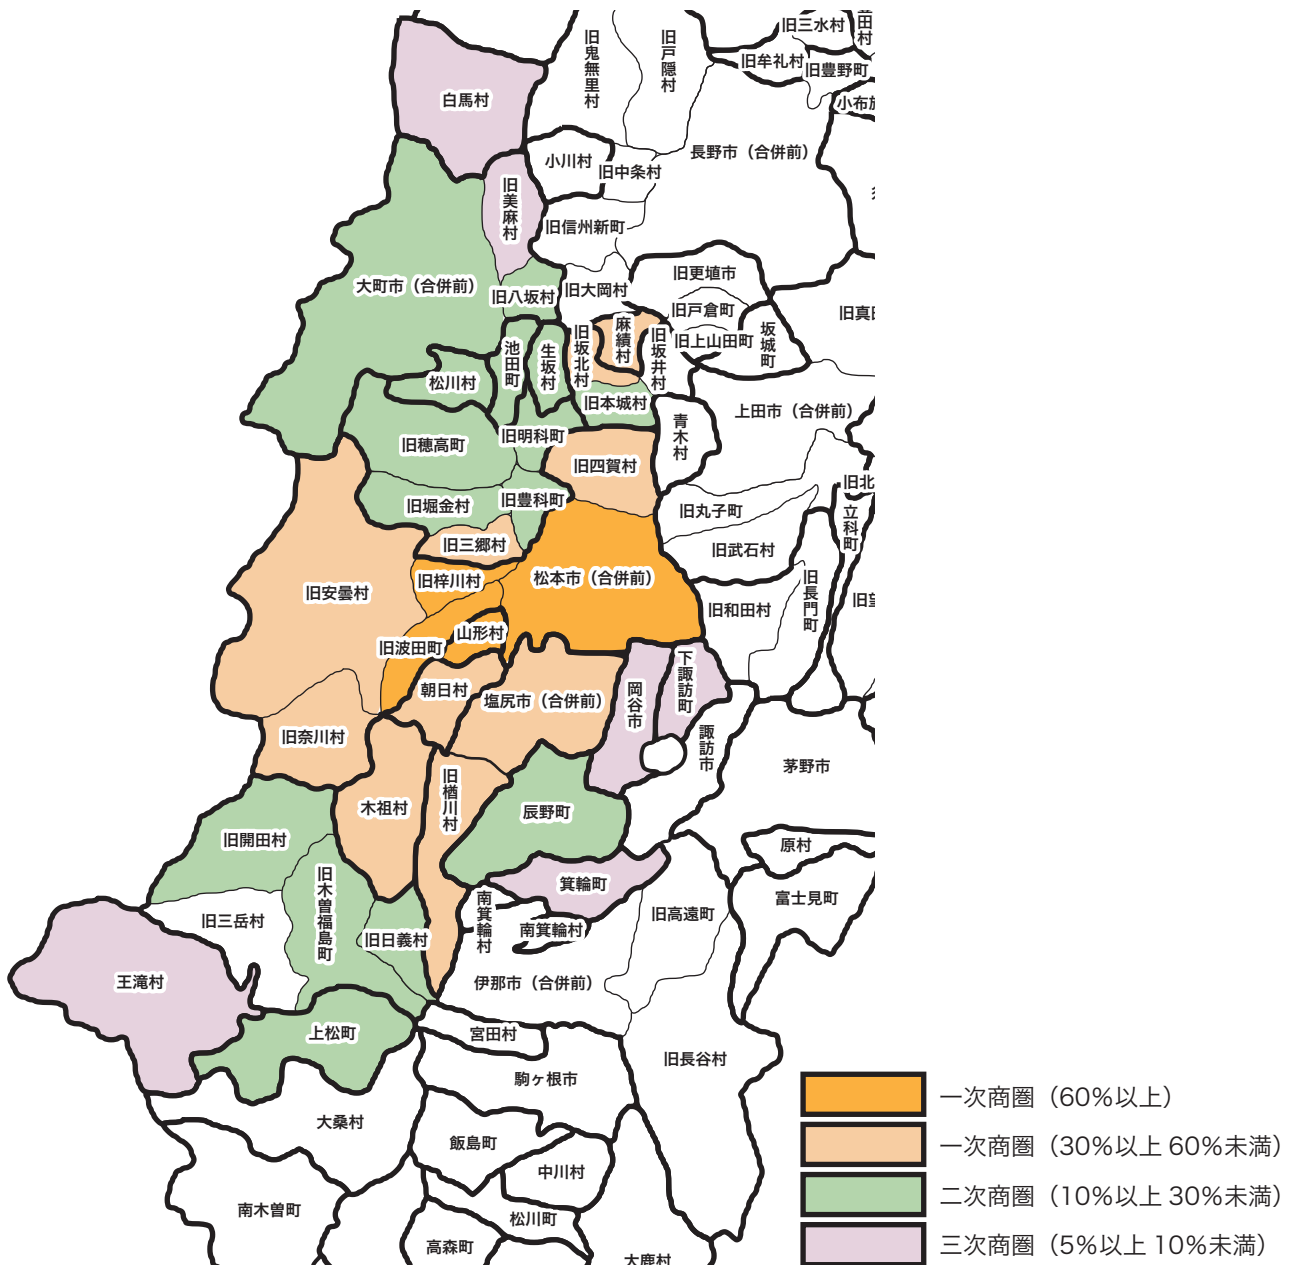 旧三水村
旧鬼無里村
旧戸隠村
旧牟礼村
旧豊野町
白馬村
小布施
長野市（合併前）
小川村
旧中条村
旧美麻村
旧信州新町
旧更埴市
大町市（合併前）
旧八坂村
旧大岡村
旧戸倉町
旧真田
麻績村
旧坂北村
旧坂井村
旧上山田町
坂城町
池田町
生坂村
松川村
旧本城村
上田市（合併前）
青木村
旧穂高町
旧明科町
旧四賀村
旧堀金村
旧豊科町
旧北
旧丸子町
立科町
旧三郷村
旧武石村
旧梓川村
松本市（合併前）
旧安曇村
旧長門町
旧望
旧和田村
山形村
旧波田町
下諏訪町
朝日村
塩尻市（合併前）
岡谷市
諏訪市
旧奈川村
茅野市
旧楢川村
木祖村
辰野町
旧開田村
原村
旧木曽福島町
箕輪町
富士見町
旧三岳村
南箕輪村
旧高遠町
南箕輪村
旧日義村
王滝村
伊那市（合併前）
上松町
宮田村
旧長谷村
駒ヶ根市
大桑村
飯島町
中川村
南木曽町
松川町
高森町
大鹿村
一次商圏（60％以上）
一次商圏（30％以上 60％未満）
二次商圏（10％以上 30％未満）
三次商圏（5％以上 10％未満）